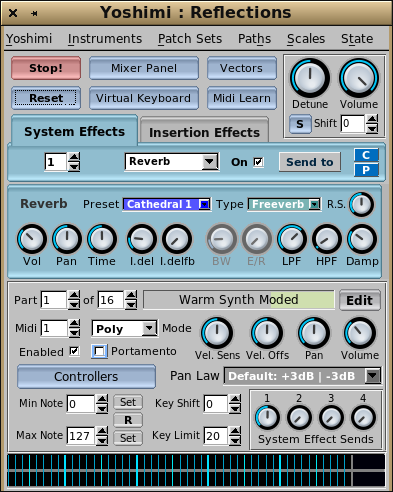 Yoshimi : Reflections
Yoshimi Instruments Patch Sets Paths Scales State
Stop! Mixer Panel Vectors
Reset Virtual Keyboard Midi Learn
Detune Volume
S Shift 0
System Effects Insertion Effects
1 Reverb On Send to C
P
Reverb Preset Cathedral 1 Type Freeverb R.S.
Vol Pan Time I.del I.delfb BW E/R LPF HPF Damp
Part 1 of 16 Warm Synth Moded Edit
Midi 1 Poly Mode
Enabled Portamento Vel. Sens Vel. Offs Pan Volume
Controllers Pan Law Default: +3dB | -3dB
Min Note 0 Set Key Shift 0
R
Max Note 127 Set Key Limit 20
1 2 3 4
System Effect Sends